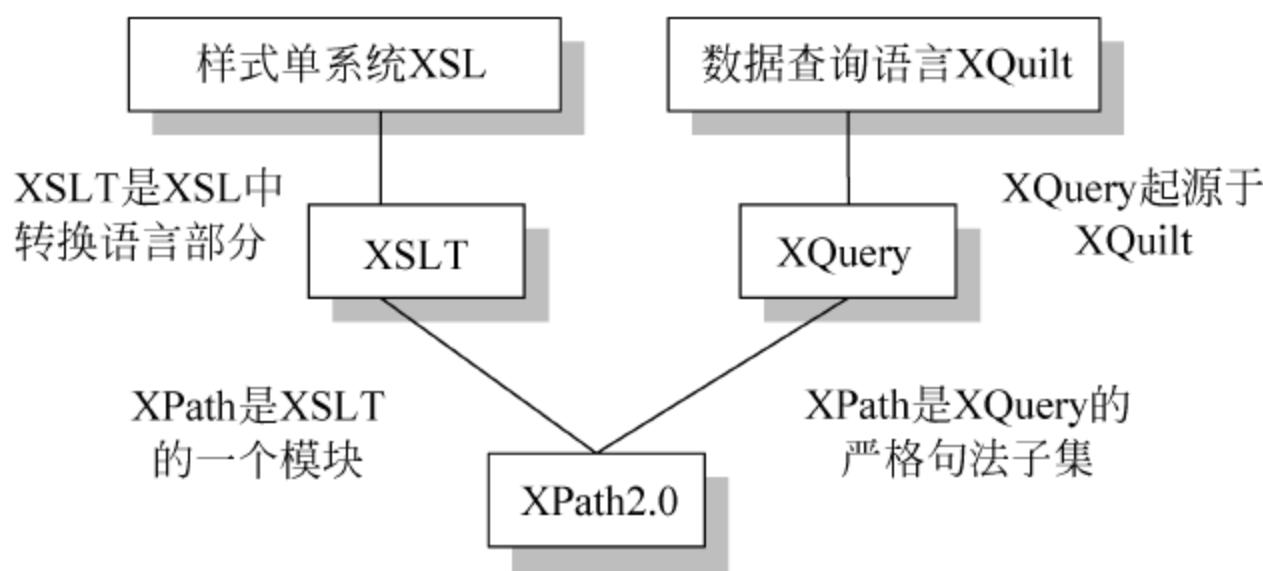 样式单系统XSL
数据查询语言XQuilt
XSLT是XSL中
转换语言部分
XSLT
XQuery
XQuery起源于
XQuilt
XPath是XSLT
的一个模块
XPath是XQuery的
严格句法子集
XPath2.0